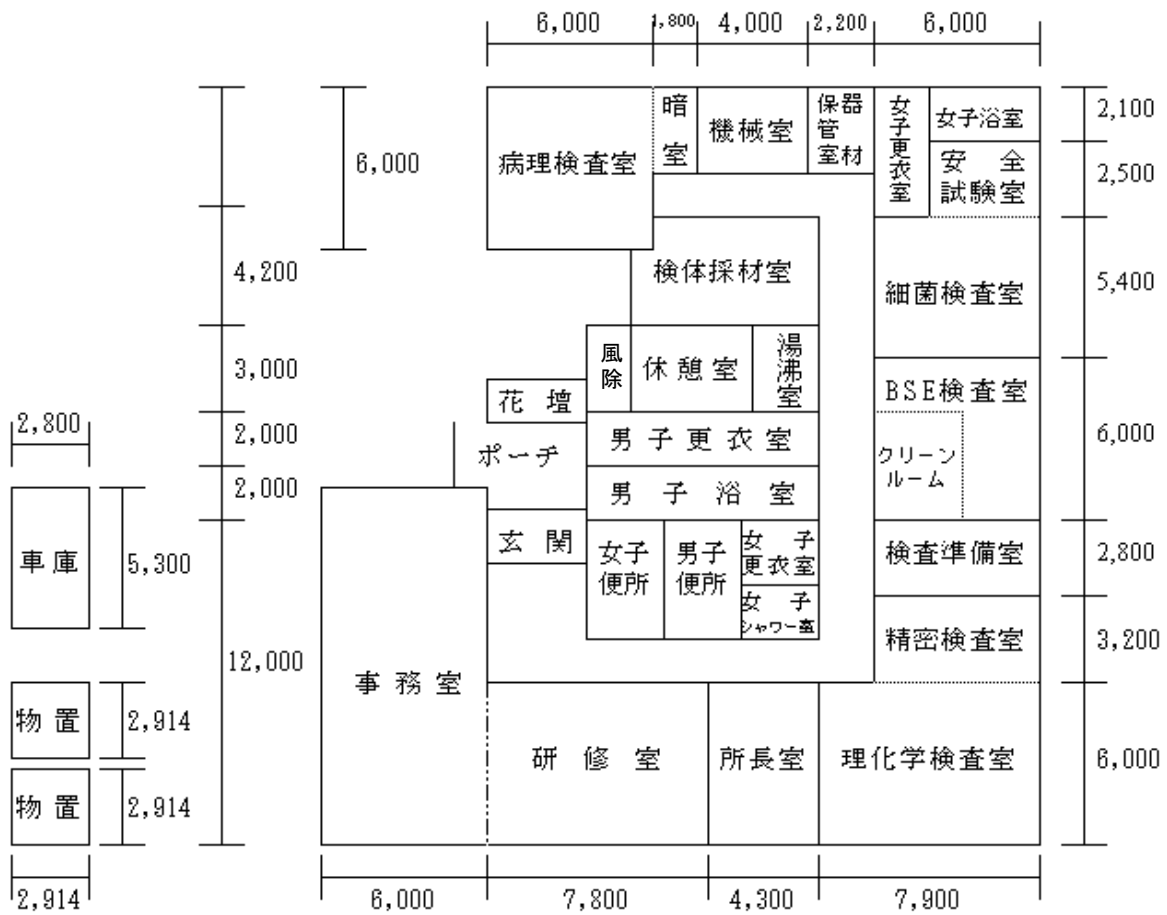 6,000 1,800 4,000 2,200 6,000
病理検査室
暗室
機械室
保管室
器材
女子更衣室
女子浴室
安全
試験室
2,100
2,500
6,000
4,200
検体採材室
細菌検査室
5,400
3,000
風除
休憩室
湯沸室
BSE検査室
花壇
2,800
2,000
男子更衣室
ポーチ
クリーン
ルーム
6,000
2,000
男子浴室
車庫
5,300
玄関
女子
便所
男子
便所
女子
更衣室
検査準備室
2,800
女子
シャワー室
精密検査室
3,200
12,000
事務室
物置
2,914
研修室
所長室
理化学検査室
6,000
物置
2,914
2,914
6,000 7,800 4,300 7,900